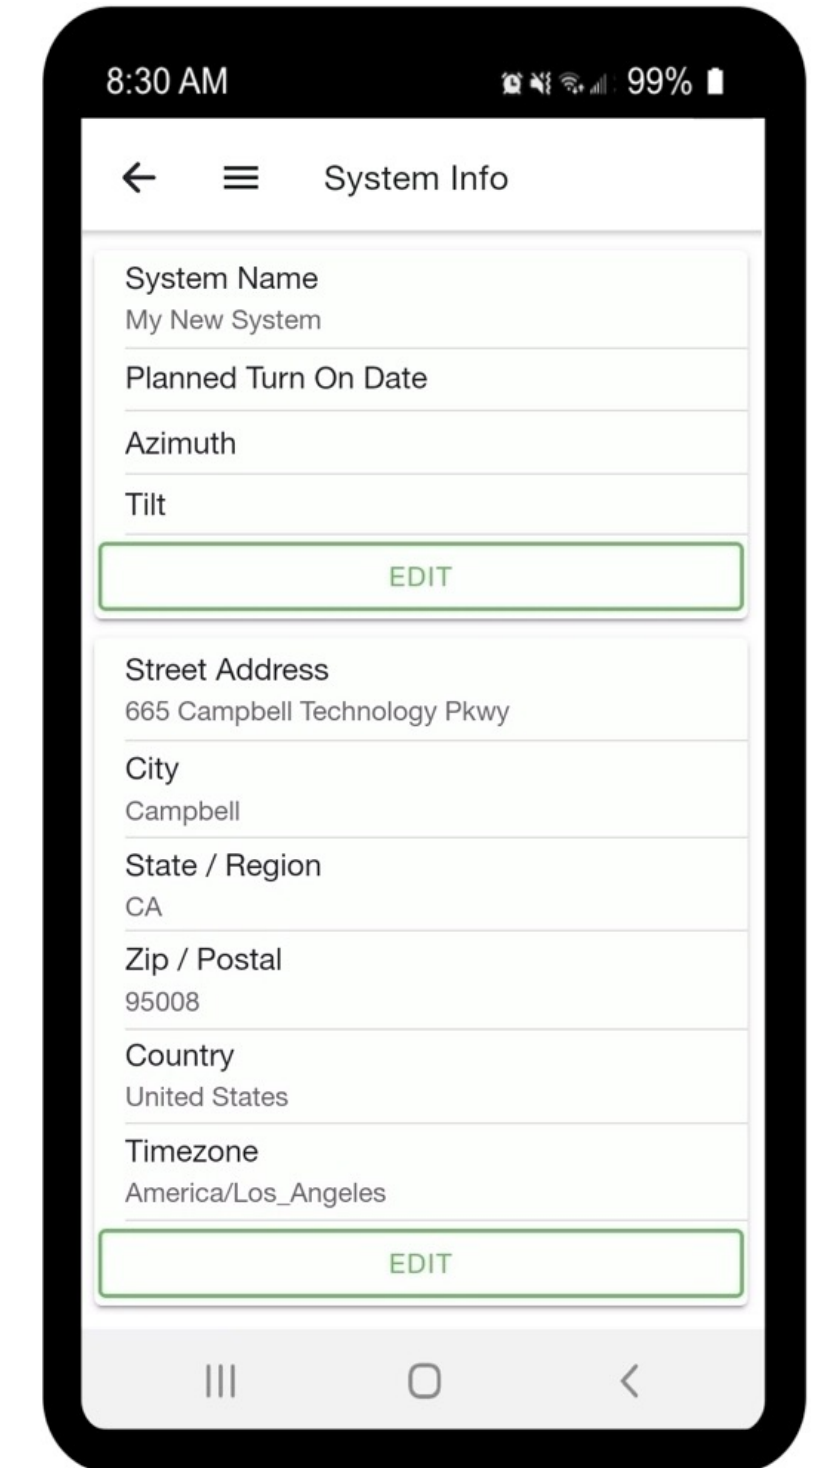 8:30 AM 99%
System Info
System Name
My New System
Planned Turn On Date
Azimuth
Tilt
EDIT
Street Address
665 Campbell Technology Pkwy
City
Campbell
State / Region
CA
Zip / Postal
95008
Country
United States
Timezone
America/Los_Angeles
EDIT